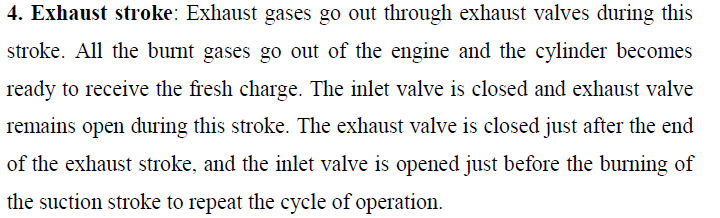 4. Exhaust stroke: Exhaust gases go out through exhaust valves during this
stroke. All the burnt gases go out of the engine and the cylinder becomes
ready to receive the fresh charge. The inlet valve is closed and exhaust valve
remains open during this stroke. The exhaust valve is closed just after the end
of the exhaust stroke, and the inlet valve is opened just before the burning of
the suction stroke to repeat the cycle of operation.